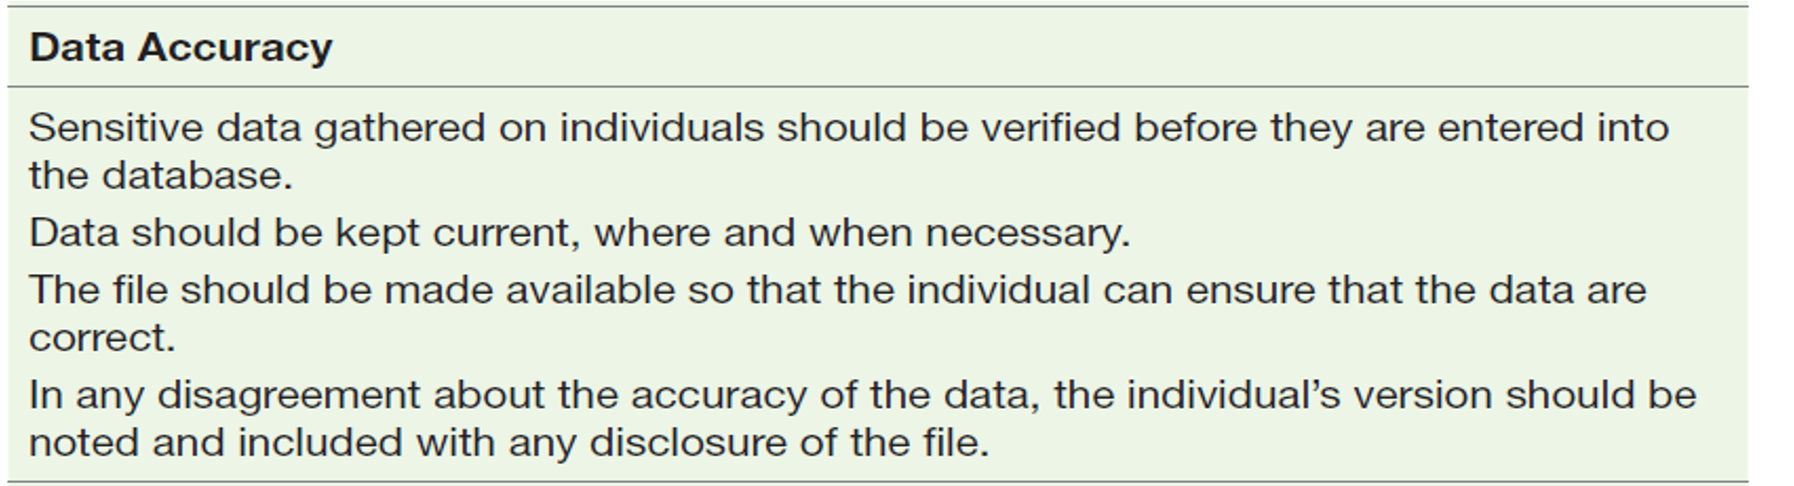 Data Accuracy
Sensitive data gathered on individuals should be verified before they are entered into
the database.
Data should be kept current, where and when necessary.
The file should be made available so that the individual can ensure that the data are
correct.
In any disagreement about the accuracy of the data, the individual’s version should be
noted and included with any disclosure of the file.